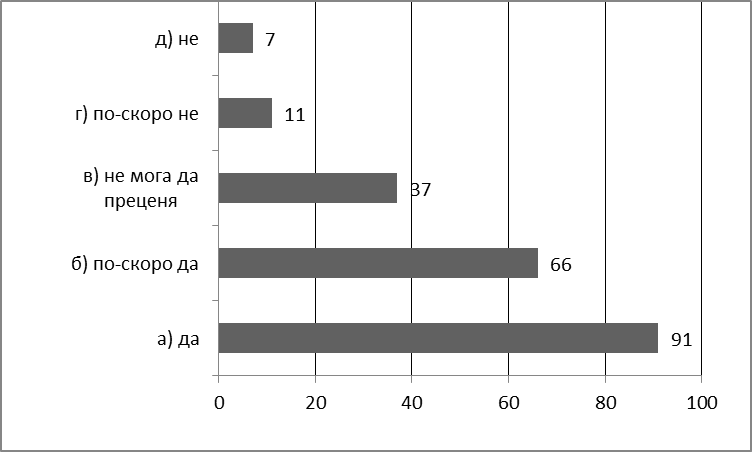 д) не
7
г) по-скоро не
11
в) не мога да
преценя
37
б) по-скоро да
66
а) да
91
0 20 40 60 80 100